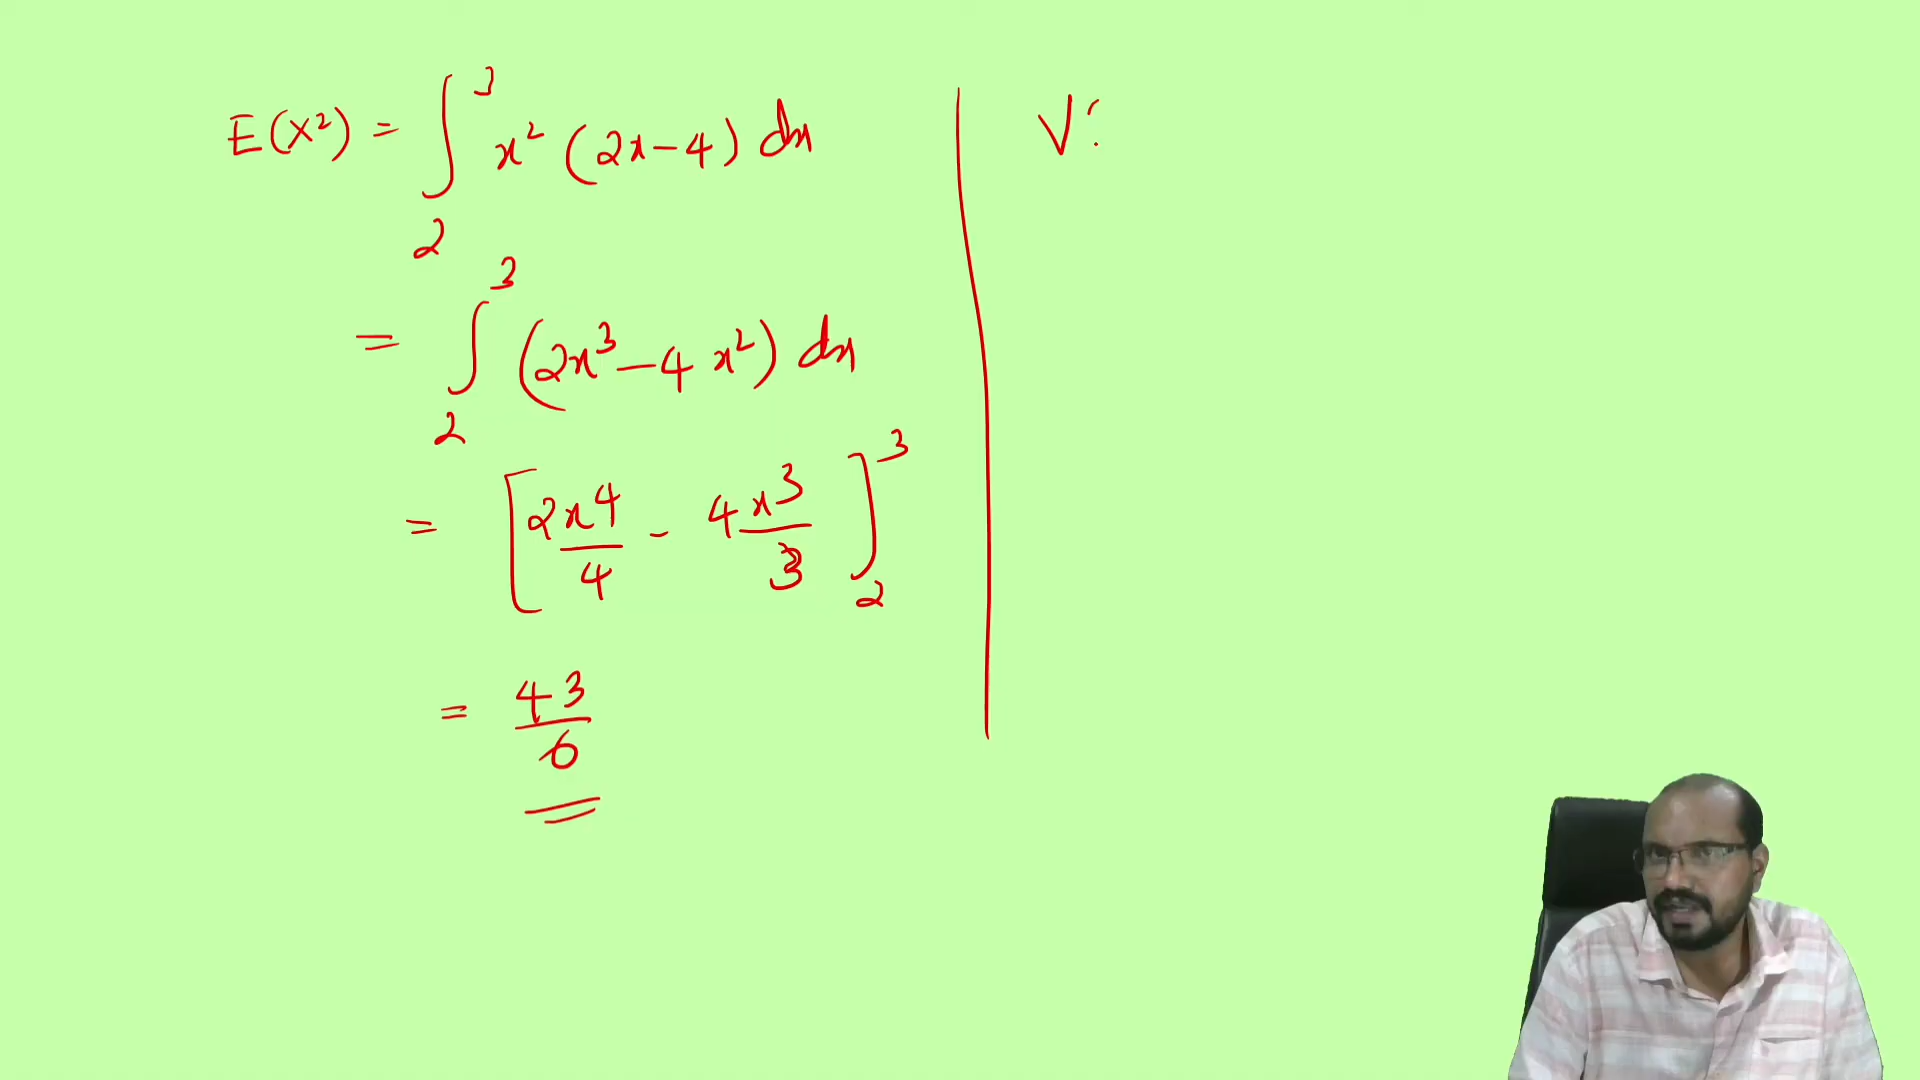 E(X²) = ∫₂³ x² (2x-4) dx
= ∫₂³ (2x³-4x²) dx
= [2x⁴/4 - 4x³/3]₂³
= 43/6
V